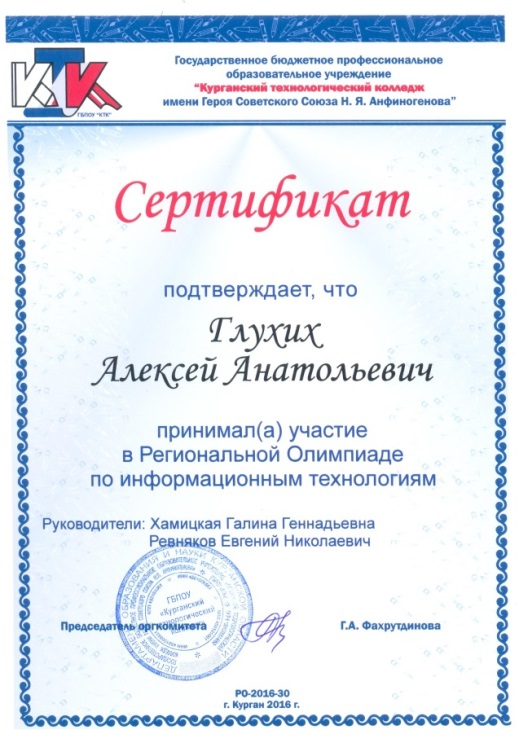 Государственное бюджетное профессиональное
образовательное учреждение
"Курганский технологический колледж
имени Героя Советского Союза Н. Я. Анфиногенова"
КТК
ГБПОУ "КТК"
Сертификат
подтверждает, что
Глухих
Алексей Анатольевич
принимал(а) участие
в Региональной Олимпиаде
по информационным технологиям
Руководители: Хамицкая Галина Геннадьевна
Ревняков Евгений Николаевич
ГБПОУ
«Курганский
Председатель оргкомитета
Г.А. Фахрутдинова
РО-2016-30
г. Курган 2016 г.